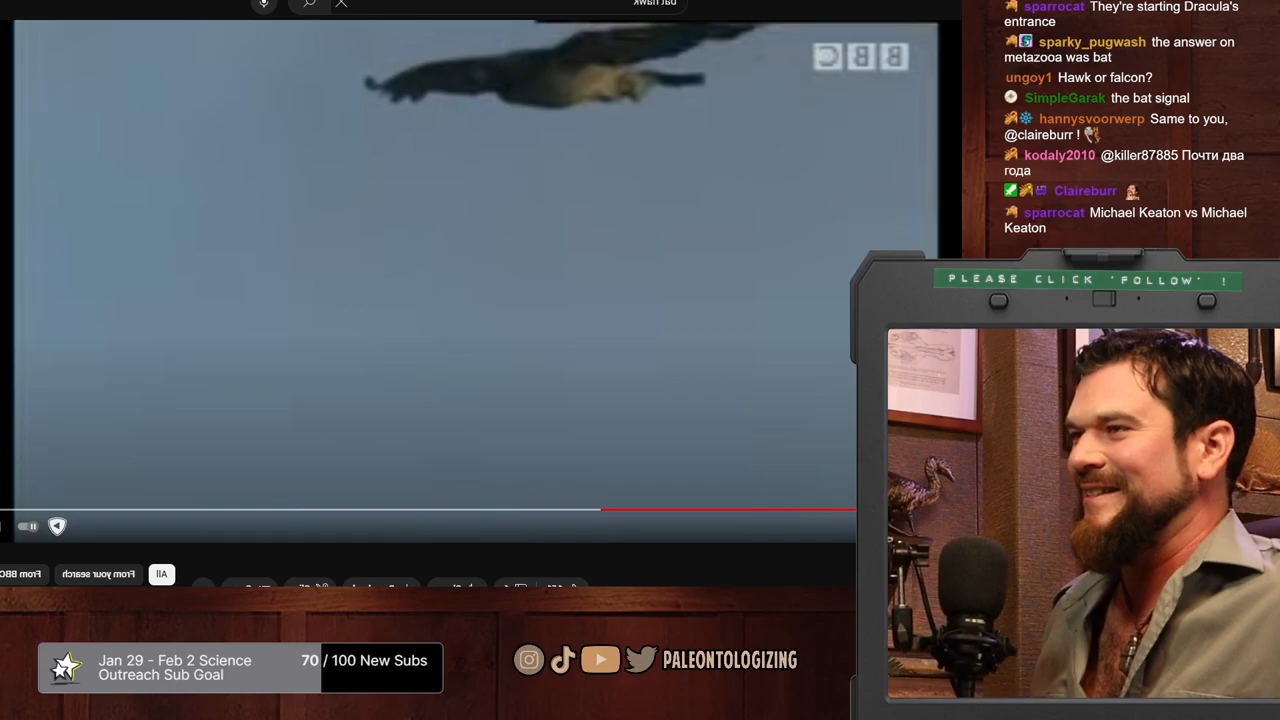 bat hawk
BBC
sparrocat They're starting Dracula's
entrance
sparky_pugwash the answer on
metazooa was bat
ungoy1 Hawk or falcon?
SimpleGarak the bat signal
hannysvoorwerp Same to you,
@claireburr !
kodaly2010 @killer87885 Почти два
года
Claireburr
sparrocat Michael Keaton vs Michael
Keaton
PLEASE CLICK 'FOLLOW' !
From BBC
From your search
All
Jan 29 - Feb 2 Science
Outreach Sub Goal
70 / 100 New Subs
PALEONTOLOGIZING